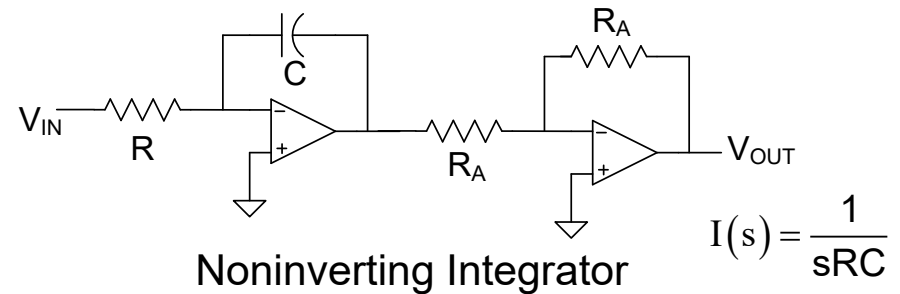 R_A
C
V_IN
R
R_A
V_OUT
− +
− +
Noninverting Integrator
I(s) = 1/sRC